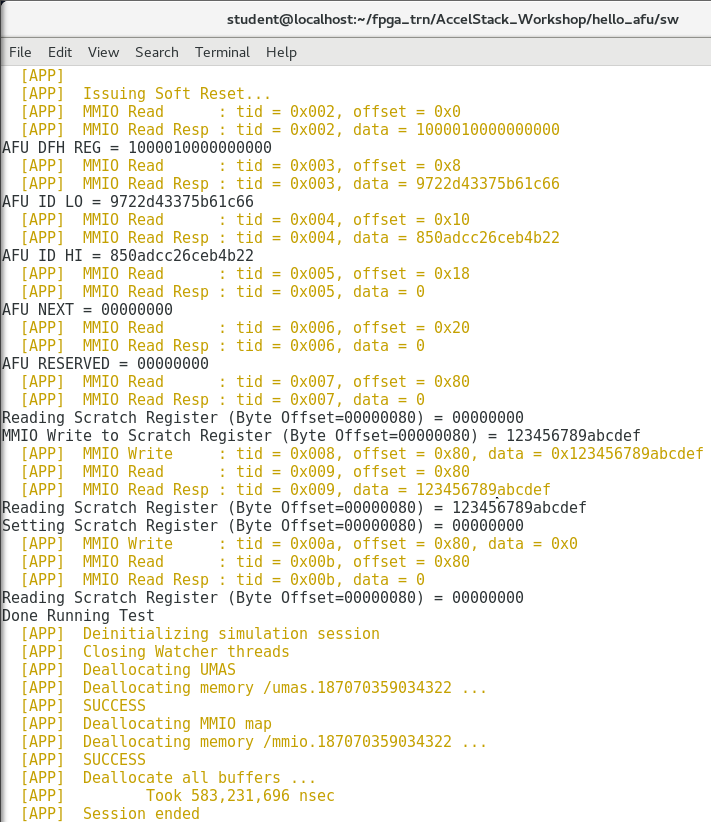 student@localhost:~/fpga_trn/AccelStack_Workshop/hello_afu/sw
File Edit View Search Terminal Help
[APP]
[APP] Issuing Soft Reset...
[APP] MMIO Read : tid = 0x002, offset = 0x0
[APP] MMIO Read Resp : tid = 0x002, data = 1000010000000000
AFU DFH REG = 1000010000000000
[APP] MMIO Read : tid = 0x003, offset = 0x8
[APP] MMIO Read Resp : tid = 0x003, data = 9722d43375b61c66
AFU ID LO = 9722d43375b61c66
[APP] MMIO Read : tid = 0x004, offset = 0x10
[APP] MMIO Read Resp : tid = 0x004, data = 850adcc26ceb4b22
AFU ID HI = 850adcc26ceb4b22
[APP] MMIO Read : tid = 0x005, offset = 0x18
[APP] MMIO Read Resp : tid = 0x005, data = 0
AFU NEXT = 00000000
[APP] MMIO Read : tid = 0x006, offset = 0x20
[APP] MMIO Read Resp : tid = 0x006, data = 0
AFU RESERVED = 00000000
[APP] MMIO Read : tid = 0x007, offset = 0x80
[APP] MMIO Read Resp : tid = 0x007, data = 0
Reading Scratch Register (Byte Offset=00000080) = 00000000
MMIO Write to Scratch Register (Byte Offset=00000080) = 123456789abcdef
[APP] MMIO Write : tid = 0x008, offset = 0x80, data = 0x123456789abcdef
[APP] MMIO Read : tid = 0x009, offset = 0x80
[APP] MMIO Read Resp : tid = 0x009, data = 123456789abcdef
Reading Scratch Register (Byte Offset=00000080) = 123456789abcdef
Setting Scratch Register (Byte Offset=00000080) = 00000000
[APP] MMIO Write : tid = 0x00a, offset = 0x80, data = 0x0
[APP] MMIO Read : tid = 0x00b, offset = 0x80
[APP] MMIO Read Resp : tid = 0x00b, data = 0
Reading Scratch Register (Byte Offset=00000080) = 00000000
Done Running Test
[APP] Deinitializing simulation session
[APP] Closing Watcher threads
[APP] Deallocating UMAS
[APP] Deallocating memory /umas.187070359034322 ...
[APP] SUCCESS
[APP] Deallocating MMIO map
[APP] Deallocating memory /mmio.187070359034322 ...
[APP] SUCCESS
[APP] Deallocate all buffers ...
[APP] Took 583,231,696 nsec
[APP] Session ended